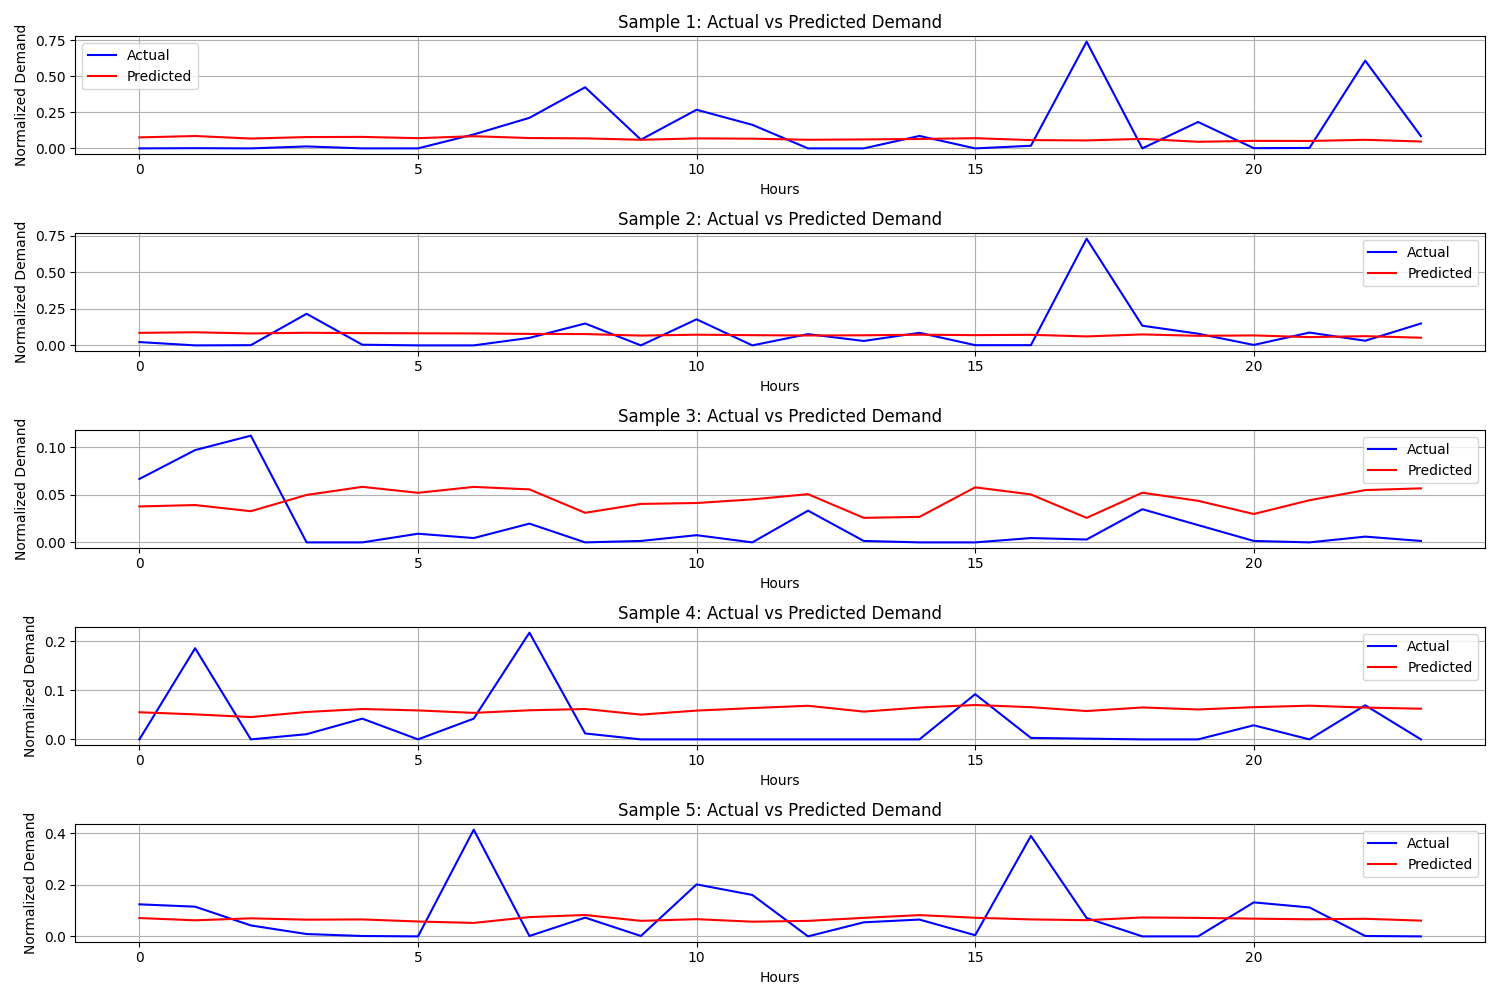 Sample 1: Actual vs Predicted Demand
Normalized Demand
0.75
0.50
0.25
0.00
Actual
Predicted
0 5 10 15 20
Hours
Sample 2: Actual vs Predicted Demand
Normalized Demand
0.75
0.50
0.25
0.00
Actual
Predicted
0 5 10 15 20
Hours
Sample 3: Actual vs Predicted Demand
Normalized Demand
0.10
0.05
0.00
Actual
Predicted
0 5 10 15 20
Hours
Sample 4: Actual vs Predicted Demand
Normalized Demand
0.2
0.1
0.0
Actual
Predicted
0 5 10 15 20
Hours
Sample 5: Actual vs Predicted Demand
Normalized Demand
0.4
0.2
0.0
Actual
Predicted
0 5 10 15 20
Hours